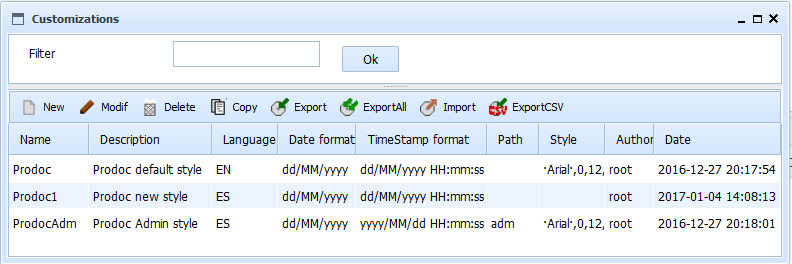 Customizations
Filter Ok
New Modif Delete Copy Export ExportAll Import ExportCSV
Name Description Language Date format TimeStamp format Path Style Author Date
Prodoc Prodoc default style EN dd/MM/yyyy dd/MM/yyyy HH:mm:ss ·Arial·,0,12, root 2016-12-27 20:17:54
Prodoc1 Prodoc new style ES dd/MM/yyyy dd/MM/yyyy HH:mm:ss root 2017-01-04 14:08:13
ProdocAdm Prodoc Admin style ES dd/MM/yyyy yyyy/MM/dd HH:mm:ss adm ·Arial·,0,12, root 2016-12-27 20:18:01